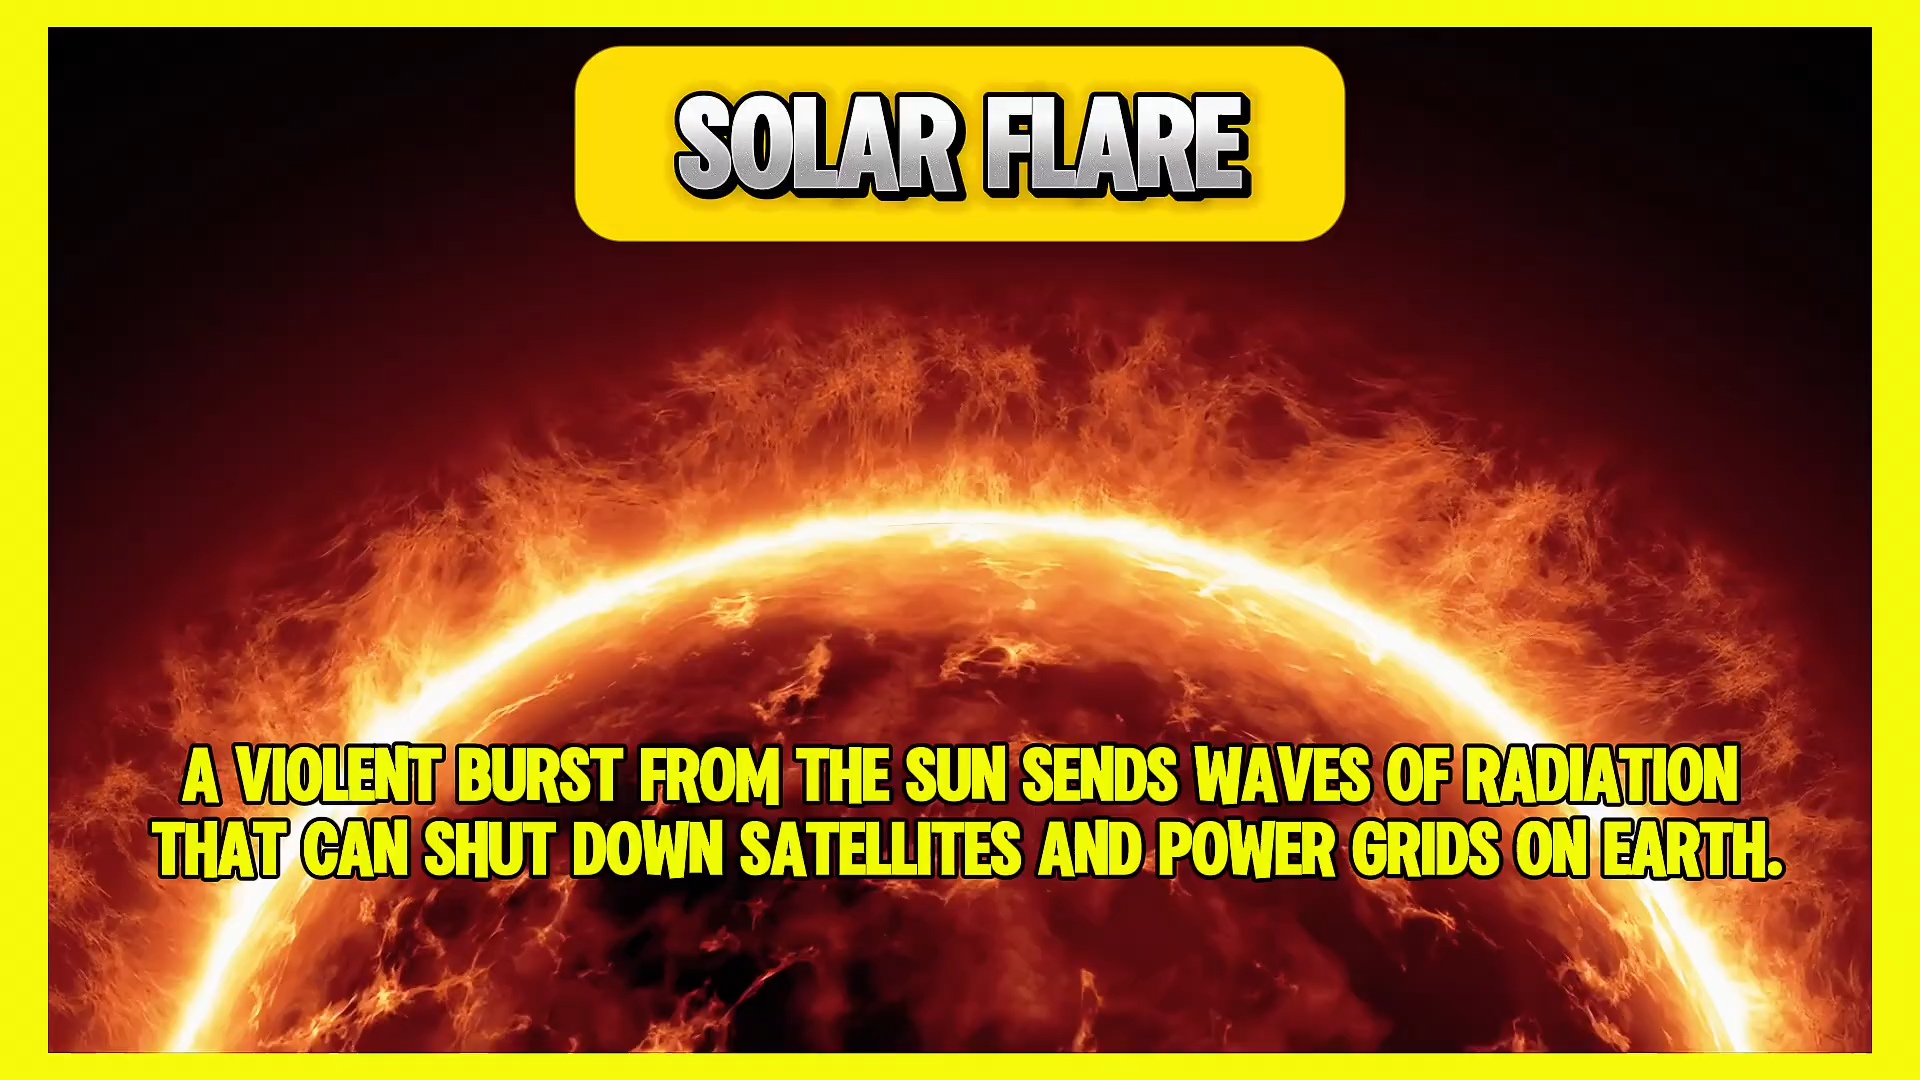 SOLAR FLARE
A VIOLENT BURST FROM THE SUN SENDS WAVES OF RADIATION
THAT CAN SHUT DOWN SATELLITES AND POWER GRIDS ON EARTH.